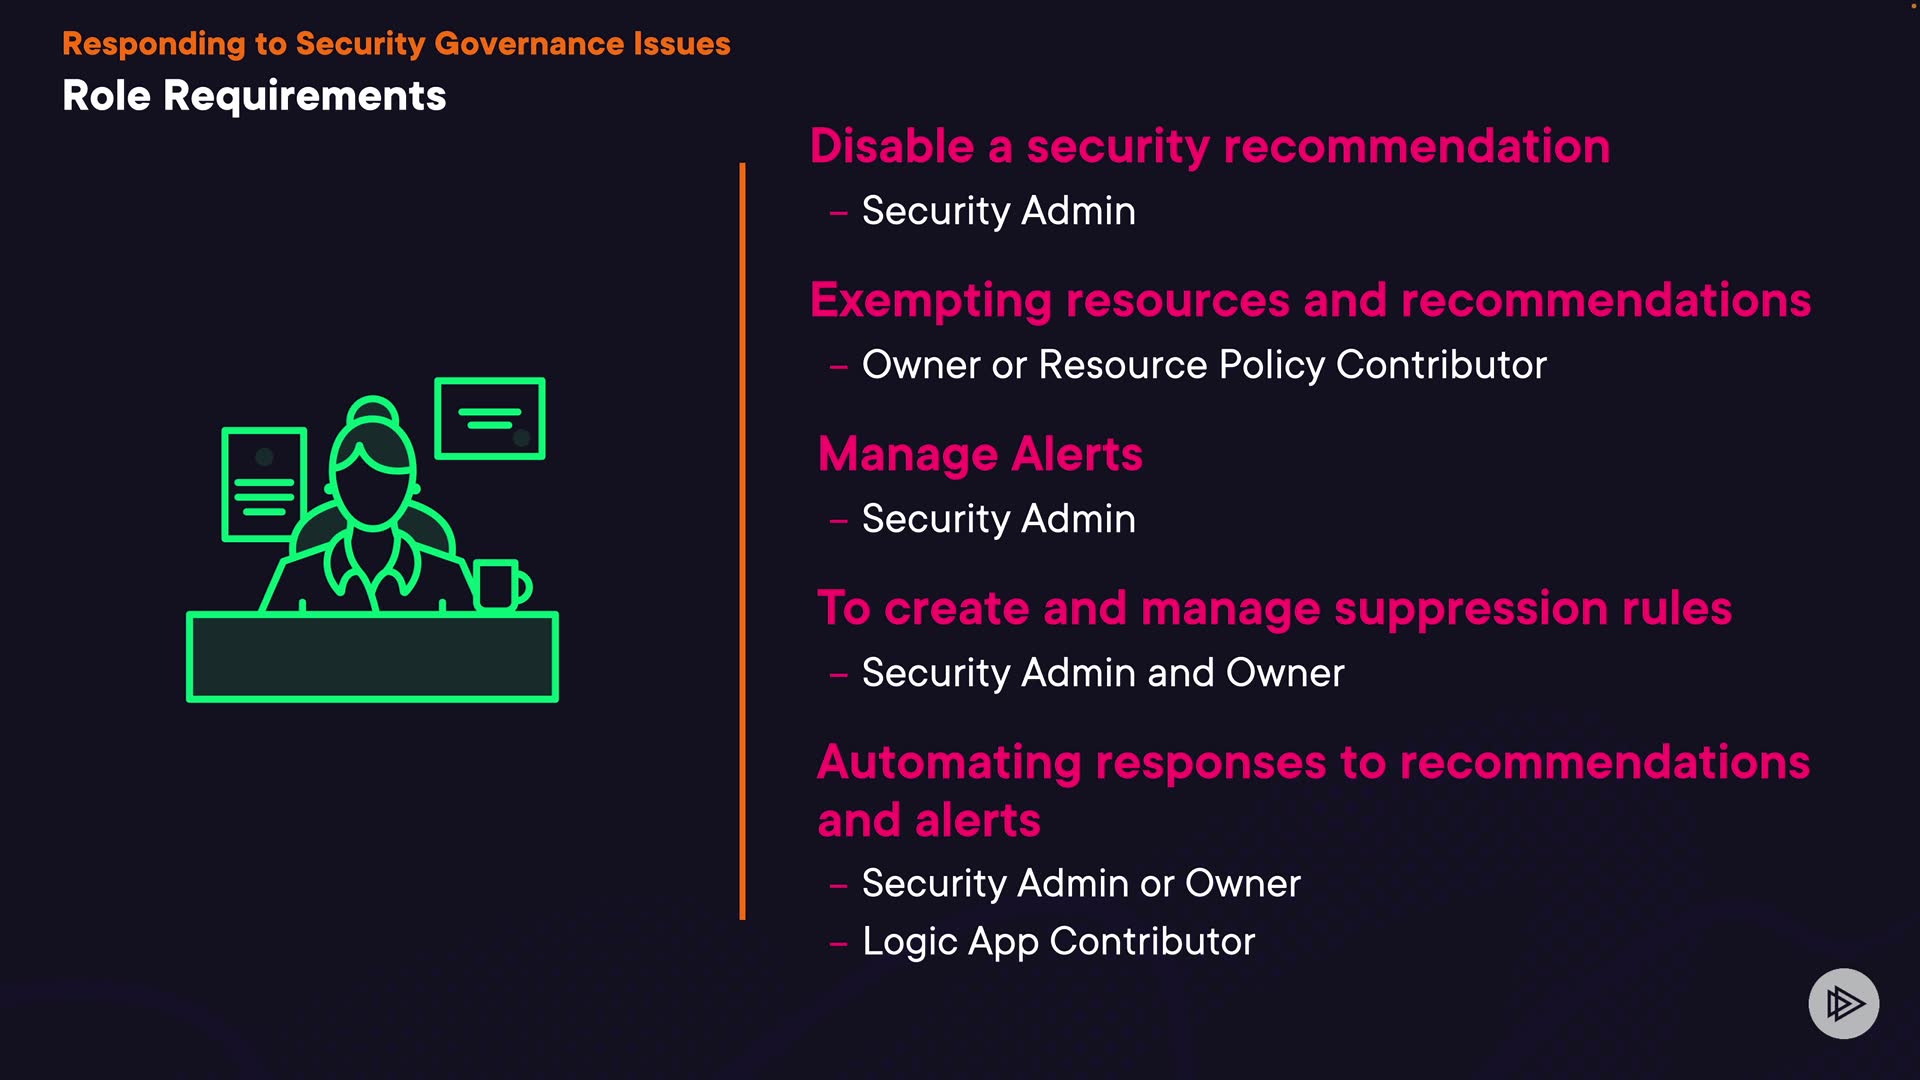 Responding to Security Governance Issues
Role Requirements
Disable a security recommendation
– Security Admin
Exempting resources and recommendations
– Owner or Resource Policy Contributor
Manage Alerts
– Security Admin
To create and manage suppression rules
– Security Admin and Owner
Automating responses to recommendations
and alerts
– Security Admin or Owner
– Logic App Contributor